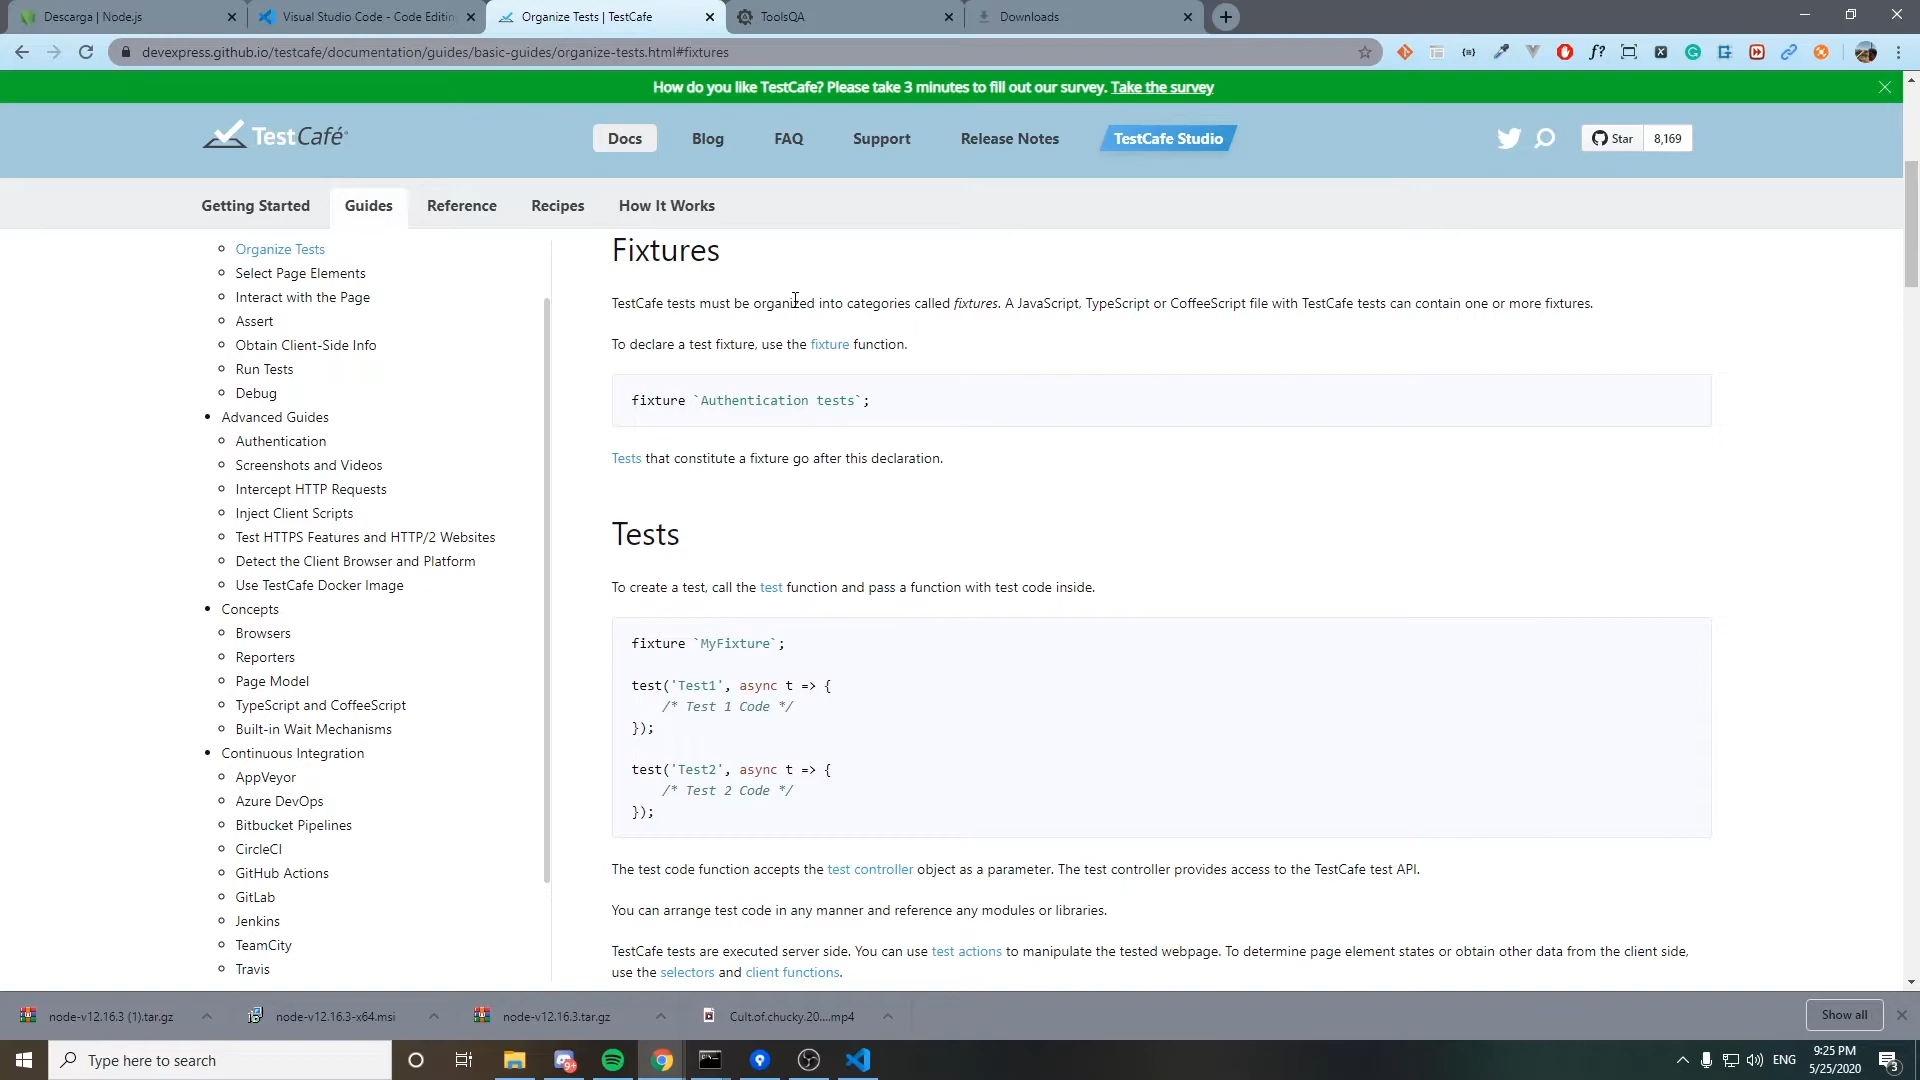 Descarga | Node.js
Visual Studio Code - Code Editin
Organize Tests | TestCafe
ToolsQA
Downloads
devexpress.github.io/testcafe/documentation/guides/basic-guides/organize-tests.html#fixtures
How do you like TestCafe? Please take 3 minutes to fill out our survey. Take the survey
TestCafé
Docs
Blog
FAQ
Support
Release Notes
TestCafe Studio
Star
8,169
Getting Started
Guides
Reference
Recipes
How It Works
Organize Tests
Select Page Elements
Interact with the Page
Assert
Obtain Client-Side Info
Run Tests
Debug
Advanced Guides
Authentication
Screenshots and Videos
Intercept HTTP Requests
Inject Client Scripts
Test HTTPS Features and HTTP/2 Websites
Detect the Client Browser and Platform
Use TestCafe Docker Image
Concepts
Browsers
Reporters
Page Model
TypeScript and CoffeeScript
Built-in Wait Mechanisms
Continuous Integration
AppVeyor
Azure DevOps
Bitbucket Pipelines
CircleCI
GitHub Actions
GitLab
Jenkins
TeamCity
Travis
Fixtures
TestCafe tests must be organized into categories called fixtures. A JavaScript, TypeScript or CoffeeScript file with TestCafe tests can contain one or more fixtures.
To declare a test fixture, use the fixture function.
fixture `Authentication tests`;
Tests that constitute a fixture go after this declaration.
Tests
To create a test, call the test function and pass a function with test code inside.
fixture `MyFixture`;
test('Test1', async t => {
/* Test 1 Code */
});
test('Test2', async t => {
/* Test 2 Code */
});
The test code function accepts the test controller object as a parameter. The test controller provides access to the TestCafe test API.
You can arrange test code in any manner and reference any modules or libraries.
TestCafe tests are executed server side. You can use test actions to manipulate the tested webpage. To determine page element states or obtain other data from the client side,
use the selectors and client functions.
node-v12.16.3 (1).tar.gz
node-v12.16.3-x64.msi
node-v12.16.3.tar.gz
Cult.of.chucky.20....mp4
Show all
Type here to search
ENG
9:25 PM
5/25/2020
3